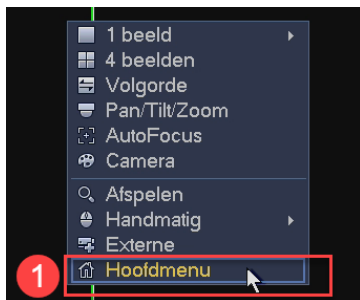 1 beeld
4 beelden
Volgorde
Pan/Tilt/Zoom
AutoFocus
Camera
Afspelen
Handmatig
Externe
1 Hoofdmenu